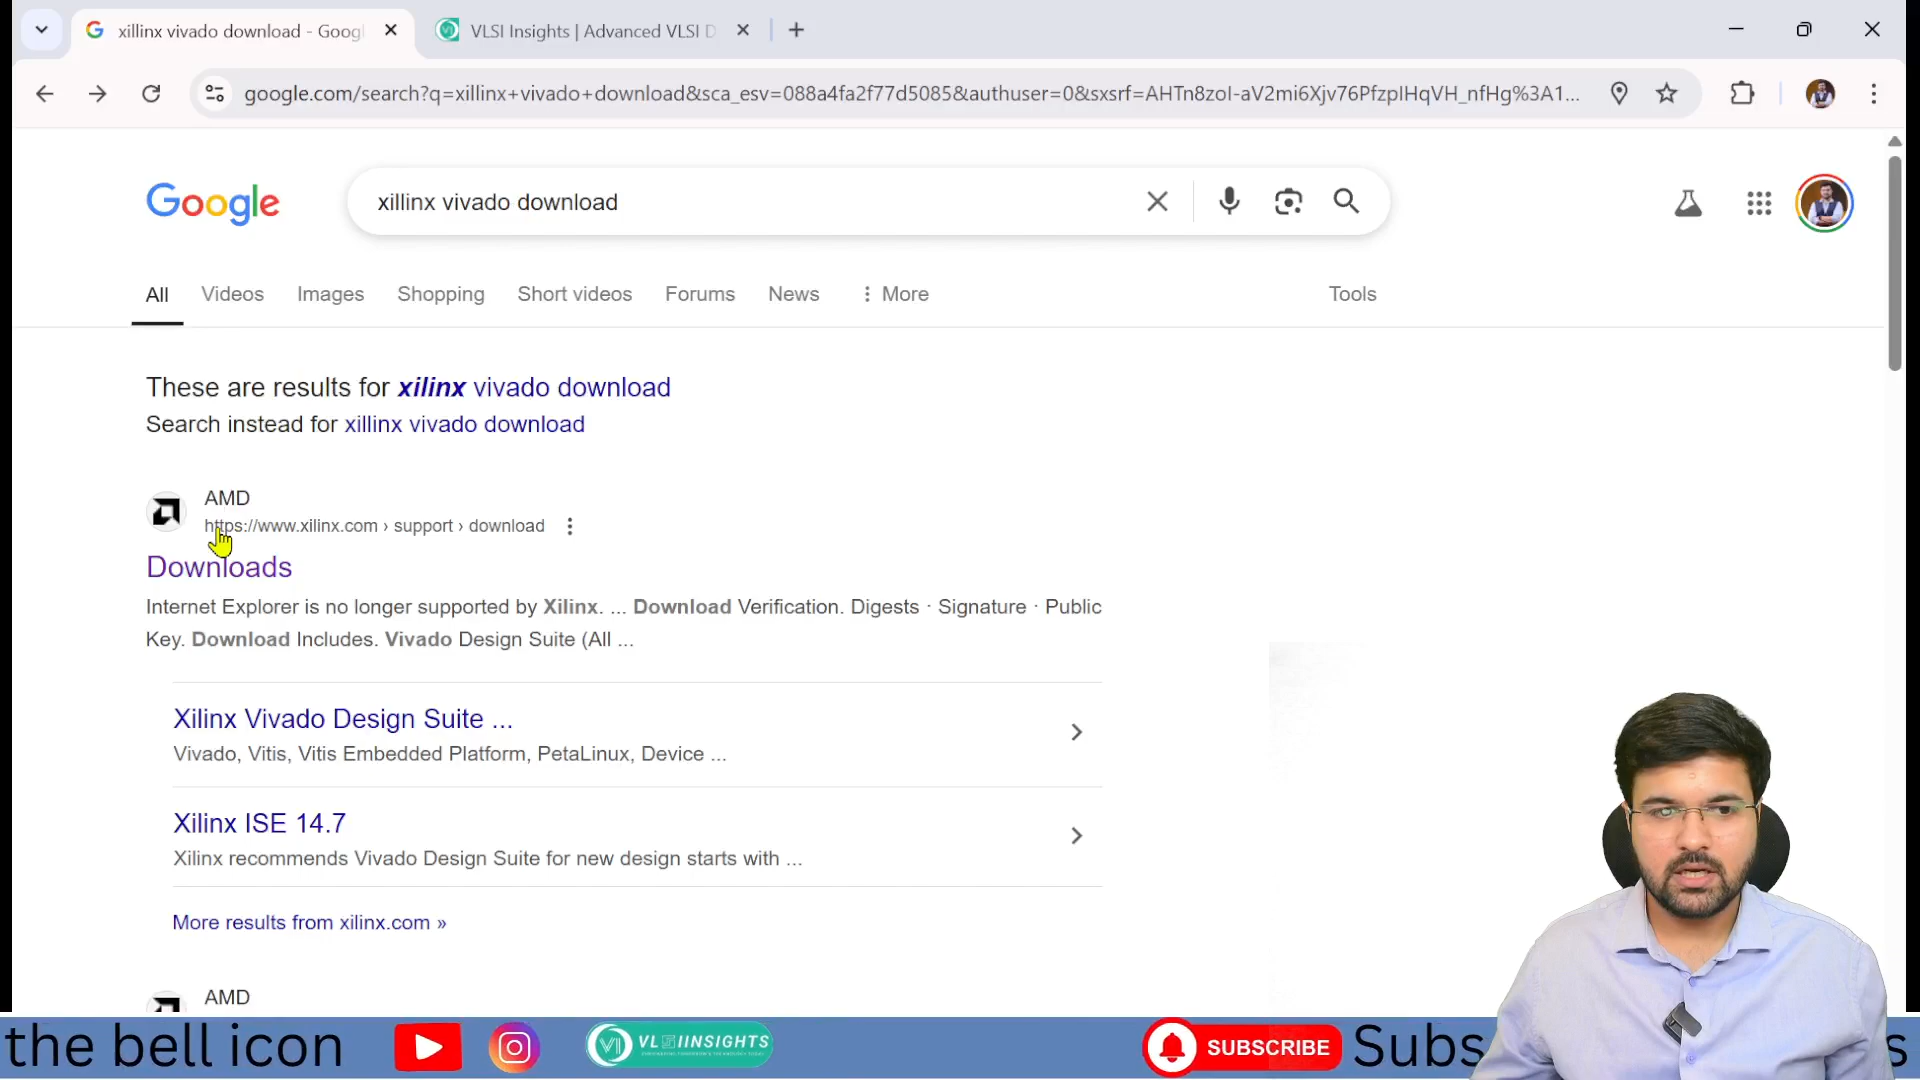 xillinx vivado download - Goog
VLSI Insights | Advanced VLSI D
google.com/search?q=xillinx+vivado+download&sca_esv=088a4fa2f77d5085&authuser=0&sxsrf=AHTn8zoI-aV2mi6Xjv76PfzpIHqVH_nfHg%3A1...
Google
xillinx vivado download
All Videos Images Shopping Short videos Forums News More Tools
These are results for xilinx vivado download
Search instead for xillinx vivado download
AMD
https://www.xilinx.com › support › download
Downloads
Internet Explorer is no longer supported by Xilinx. ... Download Verification. Digests · Signature · Public
Key. Download Includes. Vivado Design Suite (All ...
Xilinx Vivado Design Suite ...
Vivado, Vitis, Vitis Embedded Platform, PetaLinux, Device ...
Xilinx ISE 14.7
Xilinx recommends Vivado Design Suite for new design starts with ...
More results from xilinx.com »
AMD
the bell icon VLSIINSIGHTS SUBSCRIBE Subs